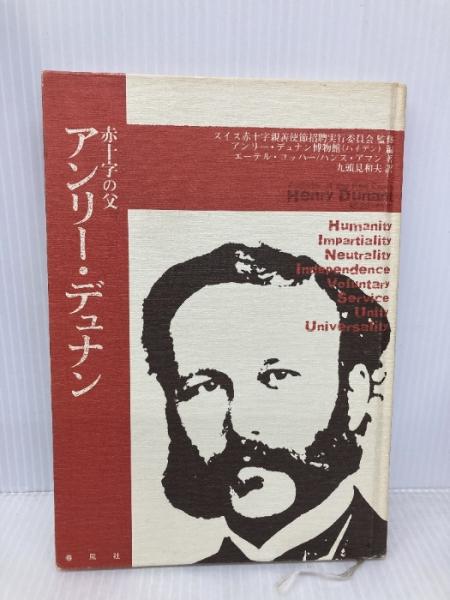 赤十字の父
アンリー・デュナン
スイス赤十字親善使節招聘実行委員会 監修
アンリー・デュナン博物館(ハイデン)編
エーテル・コッハー/ハンス・アマン 著
九頭見和夫 訳
Henry Dunant
Humanity
Impartiality
Neutrality
Independence
Voluntary
Service
Unity
Universality
春風社